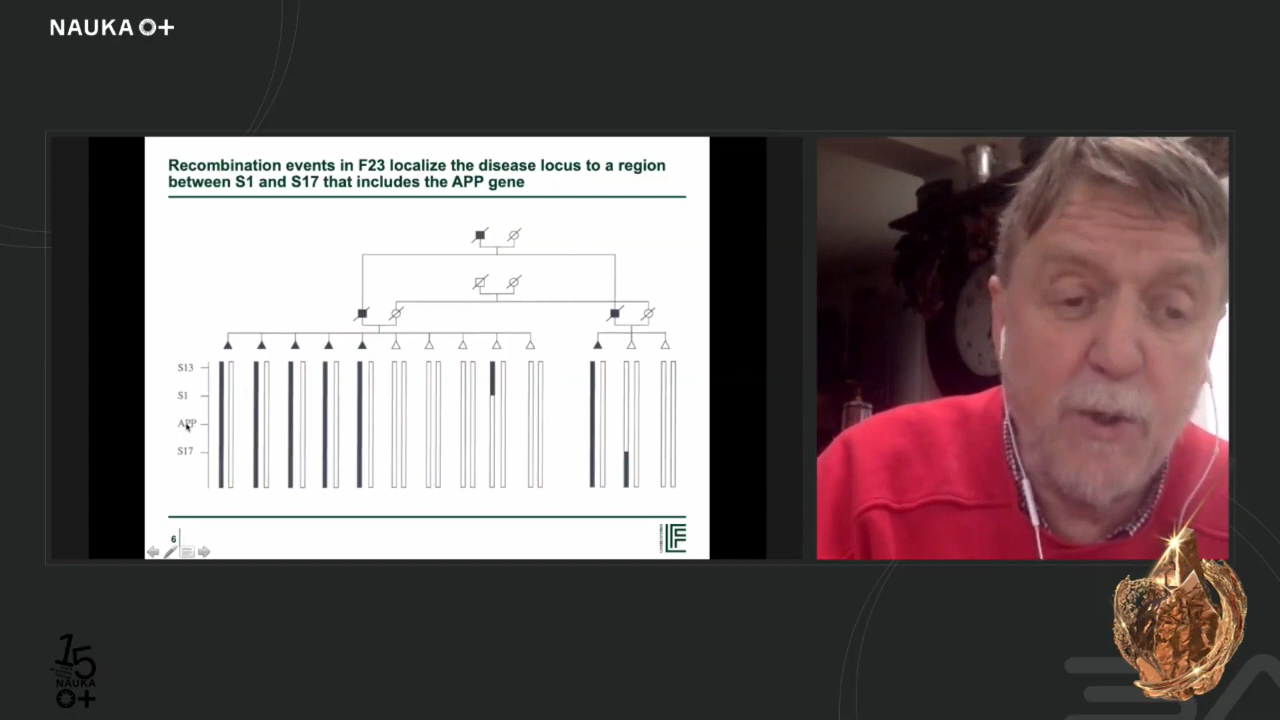 NAUKA 0+
Recombination events in F23 localize the disease locus to a region
between S1 and S17 that includes the APP gene
S13
S1
APP
S17
6
15
NAUKA
0+